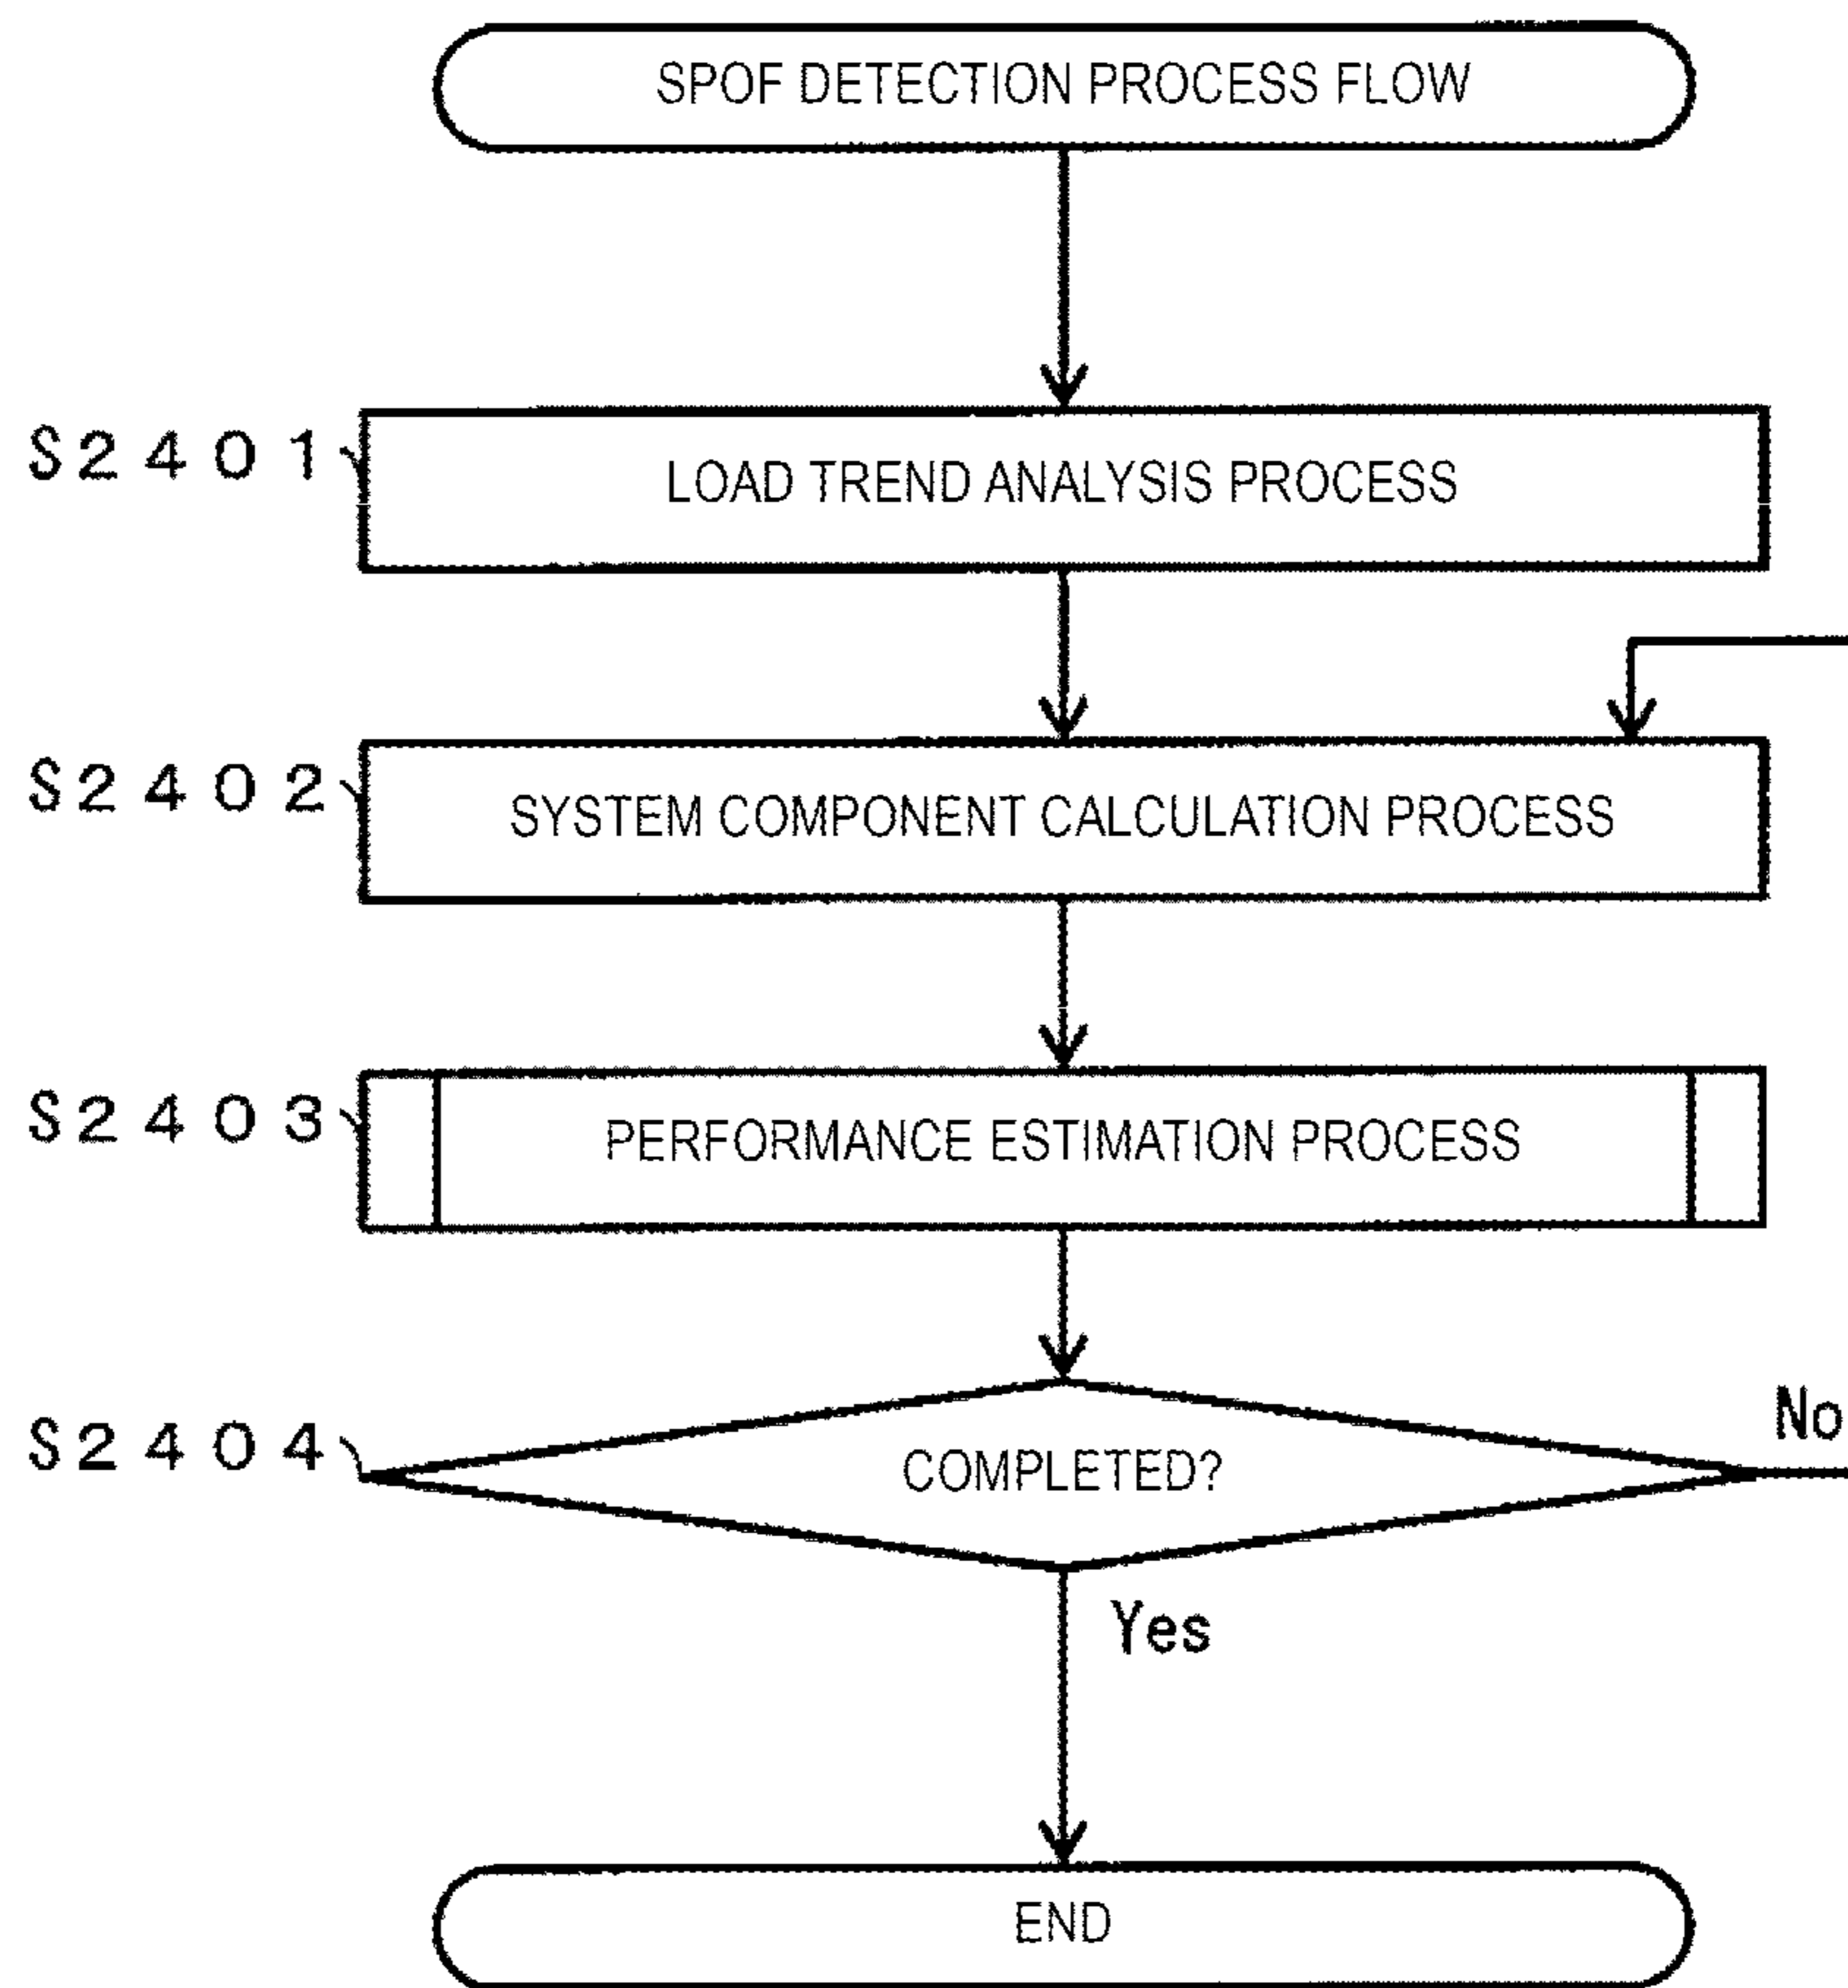 SPOF DETECTION PROCESS FLOW
S2401
LOAD TREND ANALYSIS PROCESS
S2402
SYSTEM COMPONENT CALCULATION PROCESS
S2403
PERFORMANCE ESTIMATION PROCESS
S2404
COMPLETED?
No
Yes
END